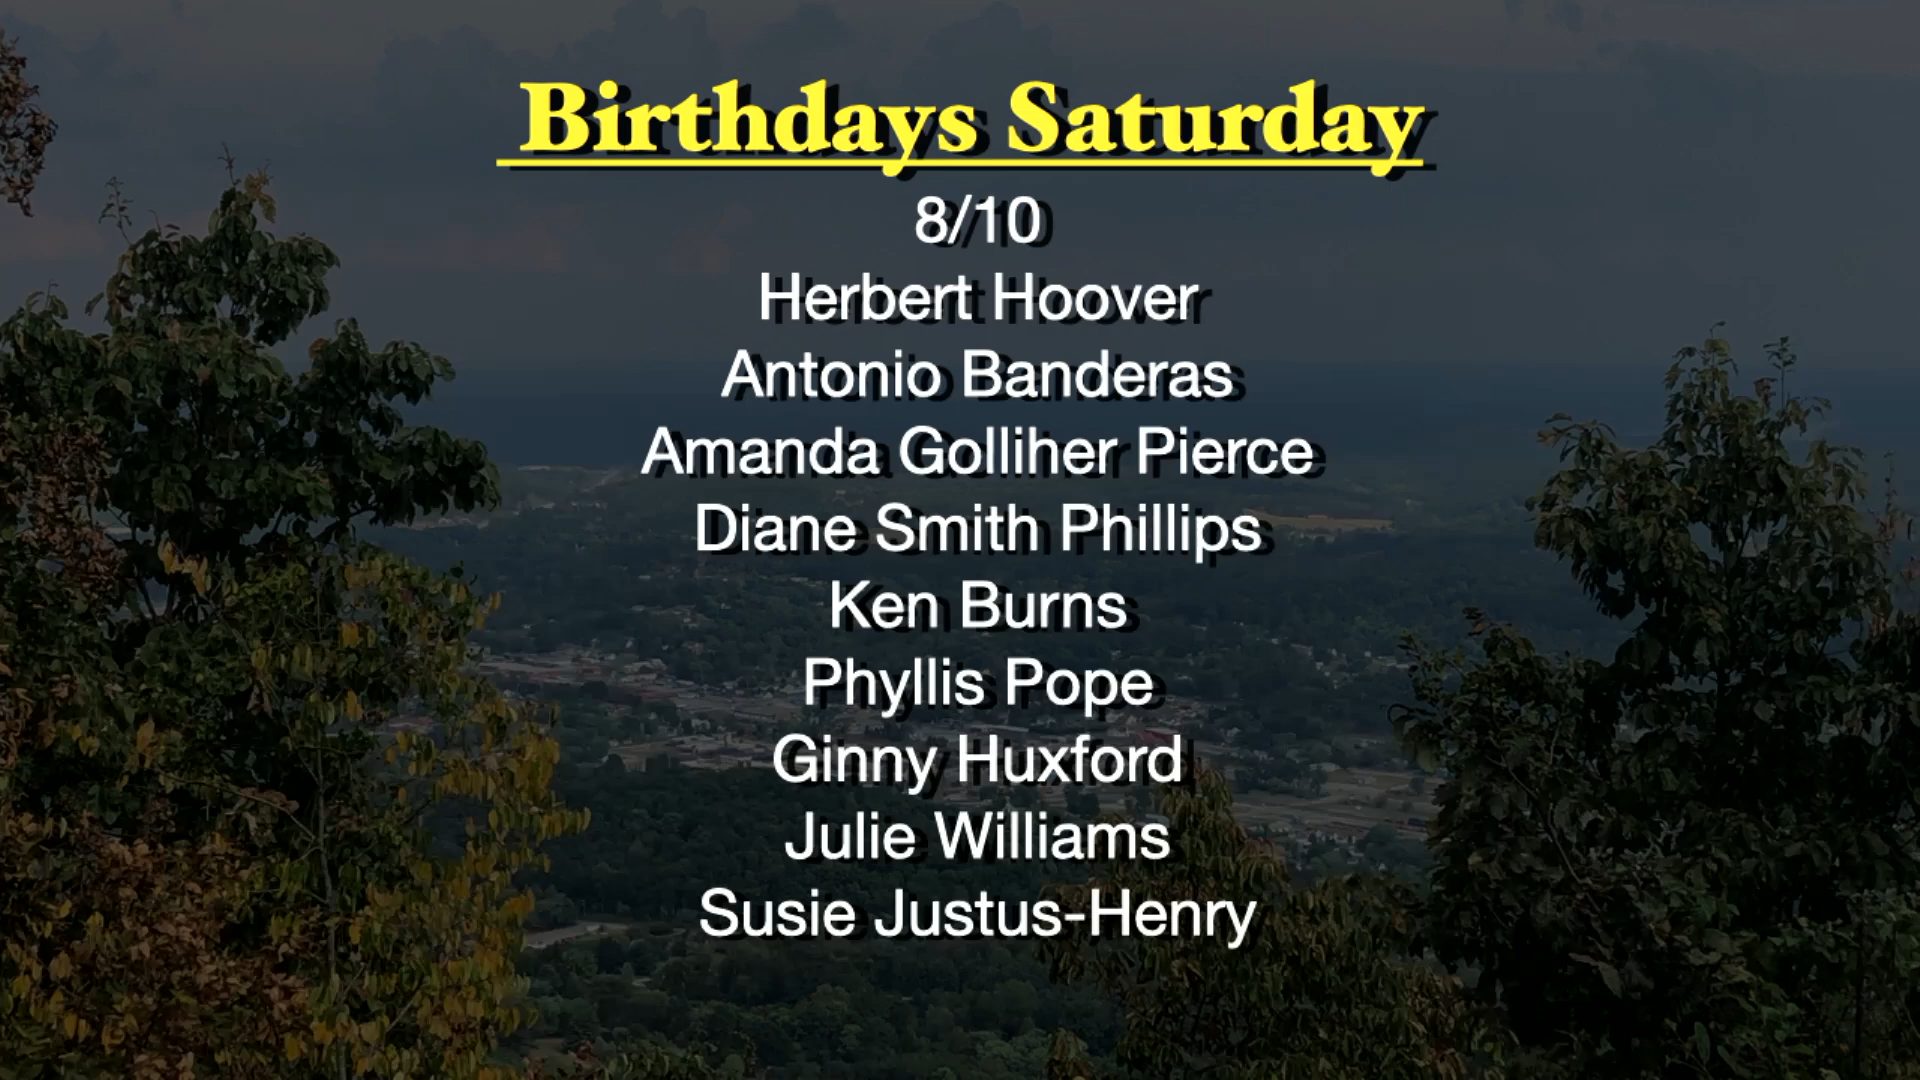 Birthdays Saturday
8/10
Herbert Hoover
Antonio Banderas
Amanda Golliher Pierce
Diane Smith Phillips
Ken Burns
Phyllis Pope
Ginny Huxford
Julie Williams
Susie Justus-Henry